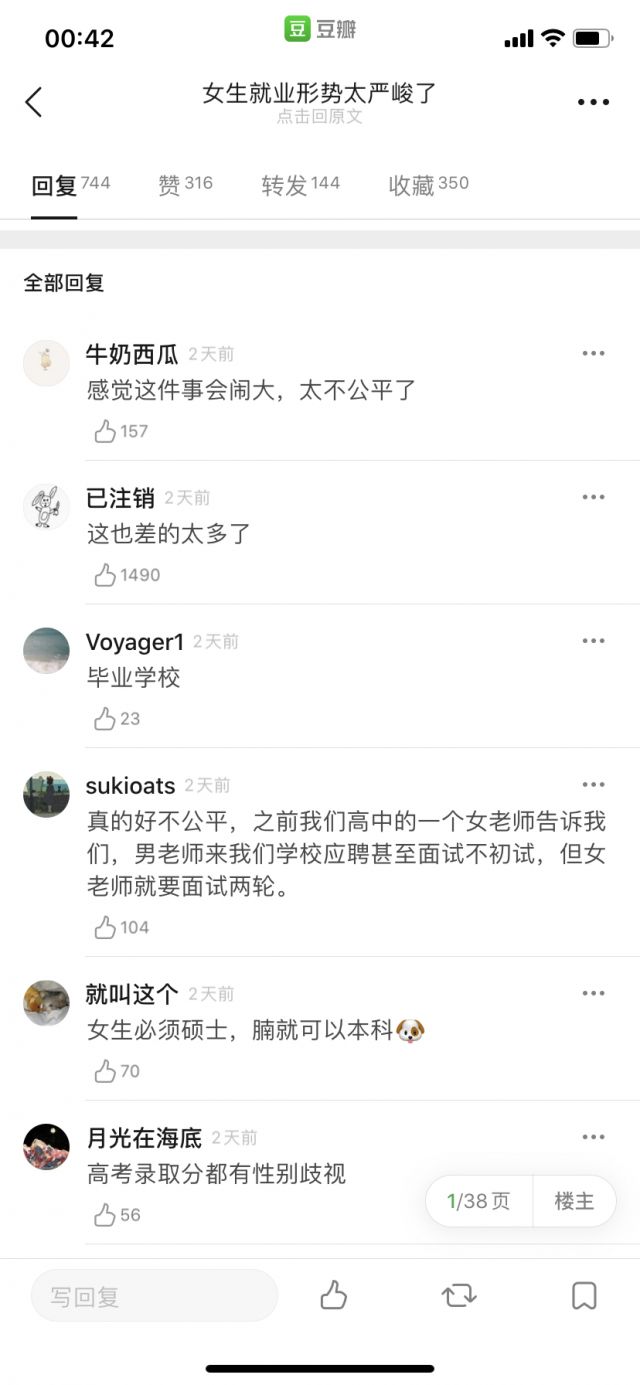 00:42
豆 豆瓣
女生就业形势太严峻了
点击回原文
回复 744 赞 316 转发 144 收藏 350
全部回复
牛奶西瓜 2天前
感觉这件事会闹大，太不公平了
157
已注销 2天前
这也差的太多了
1490
Voyager1 2天前
毕业学校
23
sukioats 2天前
真的好不公平，之前我们高中的一个女老师告诉我
们，男老师来我们学校应聘甚至面试不初试，但女
老师就要面试两轮。
104
就叫这个 2天前
女生必须硕士，腩就可以本科🐶
70
月光在海底 2天前
高考录取分都有性别歧视
56
1/38页 楼主
写回复